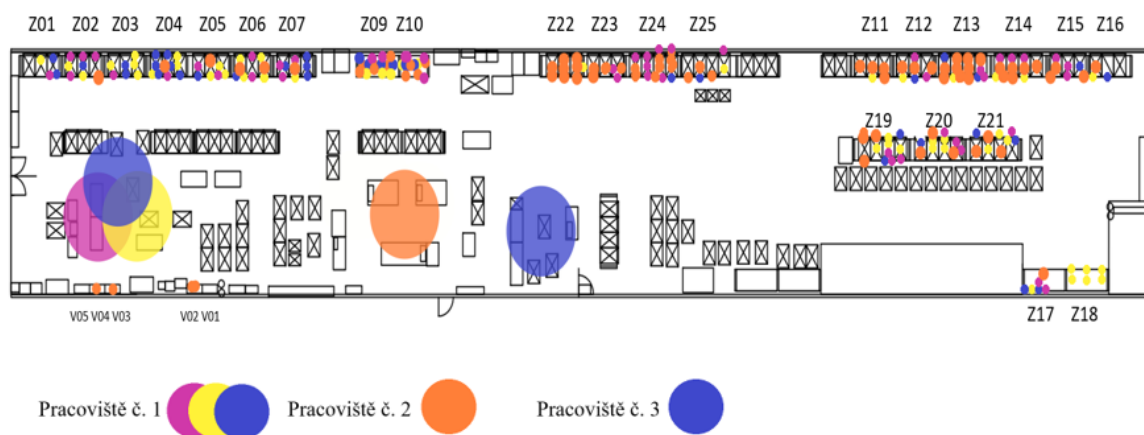 Z01 Z02 Z03 Z04 Z05 Z06 Z07 Z09 Z10 Z22 Z23 Z24 Z25 Z11 Z12 Z13 Z14 Z15 Z16
Z19 Z20 Z21
V05 V04 V03 V02 V01 Z17 Z18
Pracoviště č. 1 Pracoviště č. 2 Pracoviště č. 3